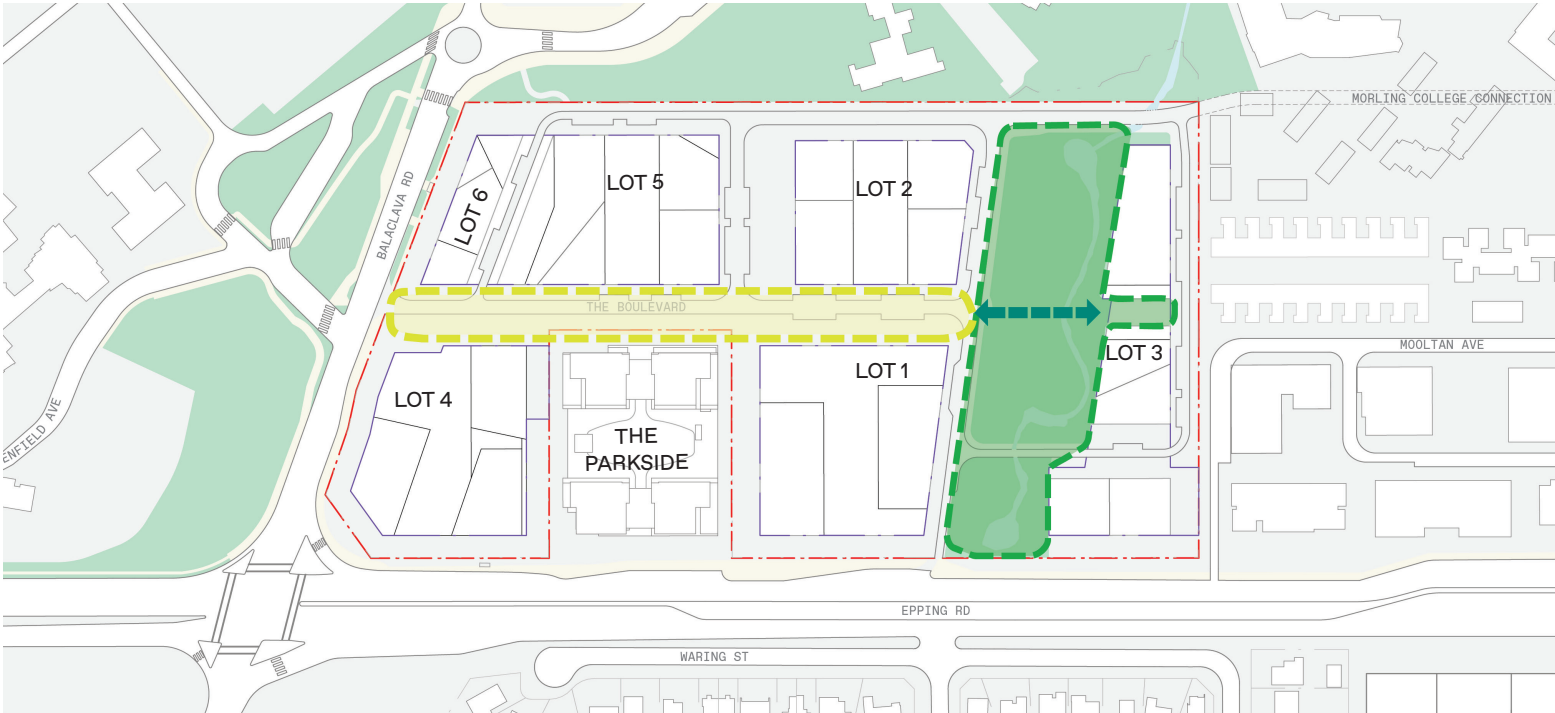 MORLING COLLEGE CONNECTION
BALACLAVA RD
LOT 6
LOT 5
LOT 2
THE BOULEVARD
MOOLTAN AVE
LOT 3
LOT 1
LOT 4
ENFIELD AVE
THE
PARKSIDE
EPPING RD
WARING ST